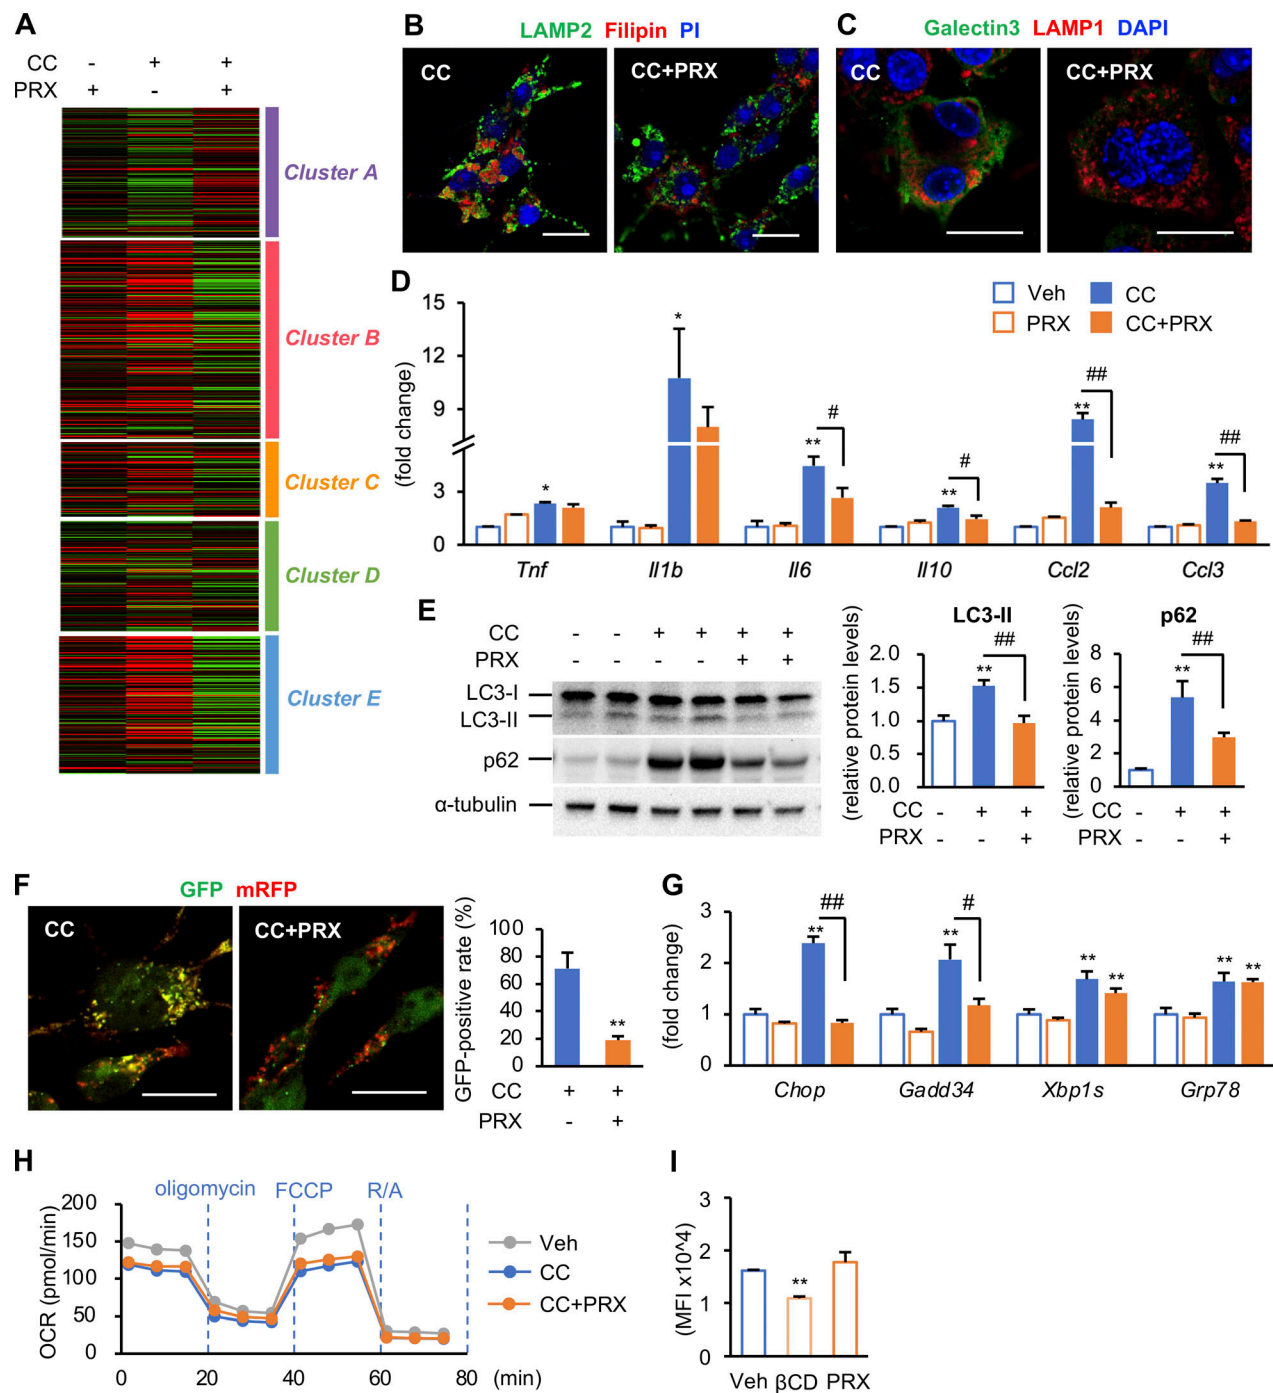 A
CC - + +
PRX + - +
Cluster A
Cluster B
Cluster C
Cluster D
Cluster E
B
LAMP2 Filipin PI
CC
CC+PRX
C
Galectin3 LAMP1 DAPI
CC
CC+PRX
D
(fold change)
15
12
9
3
0
Veh
CC
PRX
CC+PRX
* * ** # ** # ** ## ** ##
Tnf Il1b Il6 Il10 Ccl2 Ccl3
E
CC - - + + + +
PRX - - - - + +
LC3-I
LC3-II
p62
α-tubulin
LC3-II
(relative protein levels)
2.0
1.5
1.0
0.5
0.0
** ##
CC - + +
PRX - - +
p62
(relative protein levels)
8
6
4
2
0
** ##
CC - + +
PRX - - +
F
GFP mRFP
CC
CC+PRX
GFP-positive rate (%)
100
80
60
40
20
0
**
CC + +
PRX - +
G
(fold change)
3
2
1
0
** ## ** # ** ** ** **
Chop Gadd34 Xbp1s Grp78
H
oligomycin FCCP R/A
OCR (pmol/min)
200
150
100
50
0
0 20 40 60 80 (min)
Veh
CC
CC+PRX
I
(MFI x10^4)
3
2
1
0
**
Veh βCD PRX